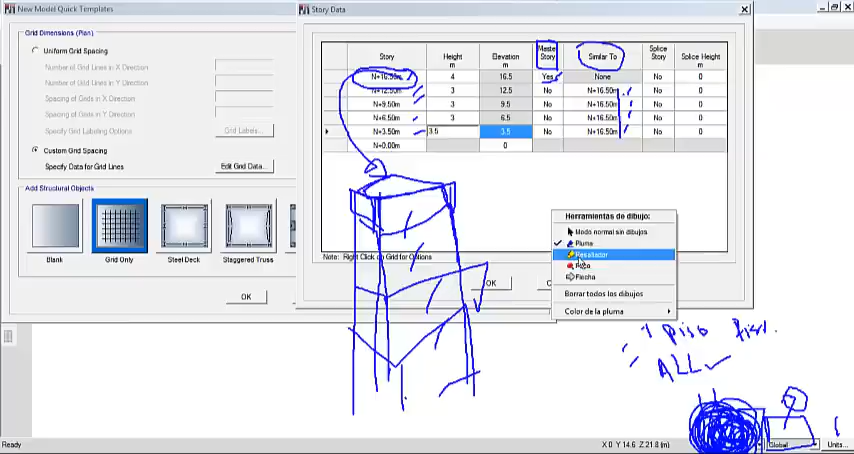 New Model Quick Templates
Story Data
Grid Dimensions (Plan)
Uniform Grid Spacing
Number of Grid Lines in X Direction
Number of Grid Lines in Y Direction
Spacing of Grids in X Direction
Spacing of Grids in Y Direction
Specify Grid Labeling Options
Grid Labels...
Custom Grid Spacing
Specify Data for Grid Lines
Edit Grid Data...
Add Structural Objects
Blank
Grid Only
Steel Deck
Staggered Truss
OK
Story Height m Elevation m Master Story Similar To Splice Story Splice Height m
N+16.50m 4 16.5 Yes None No 0
N+12.50m 3 12.5 No N+16.50m No 0
N+9.50m 3 9.5 No N+16.50m No 0
N+6.50m 3 6.5 No N+16.50m No 0
N+3.50m 3.5 3.5 No N+16.50m No 0
N+0.00m 0
Note: Right Click on Grid for Options
OK
Herramientas de dibujo:
Modo normal sin dibujos
Pluma
Resaltador
Flecha
Borrar todos los dibujos
Color de la pluma
1 piso
ALL
Ready
X 0 Y 14.6 Z 21.8 (m)
Global
Units...